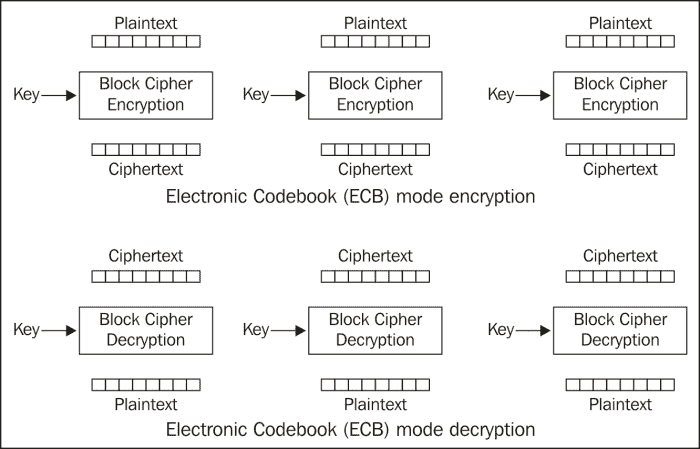 Plaintext Plaintext Plaintext
Key Block Cipher Encryption Key Block Cipher Encryption Key Block Cipher Encryption
Ciphertext Ciphertext Ciphertext
Electronic Codebook (ECB) mode encryption
Ciphertext Ciphertext Ciphertext
Key Block Cipher Decryption Key Block Cipher Decryption Key Block Cipher Decryption
Plaintext Plaintext Plaintext
Electronic Codebook (ECB) mode decryption